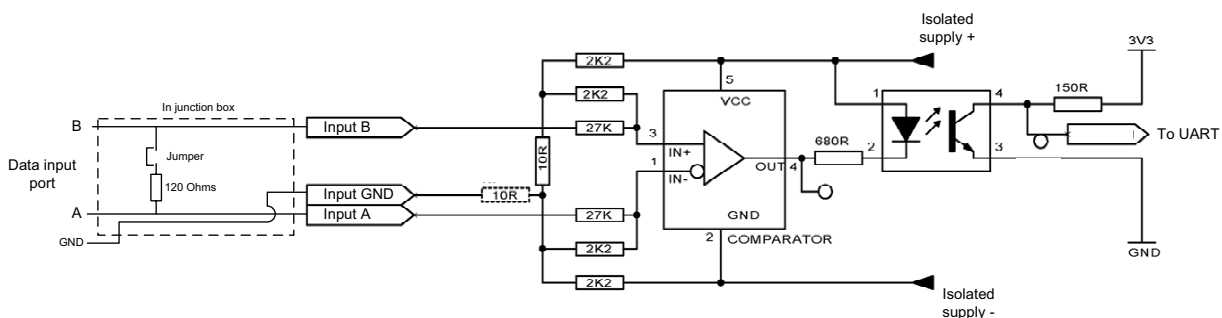 Isolated
supply +
3V3
2K2
5
VCC
1
4
150R
In junction box
2K2
B
Input B
27K
3
IN+
680R
2
3
To UART
Jumper
10R
1
IN-
OUT
4
Data input
port
120 Ohms
Input GND
10R
A
Input A
27K
GND
GND
2K2
2
COMPARATOR
GND
2K2
Isolated
supply -